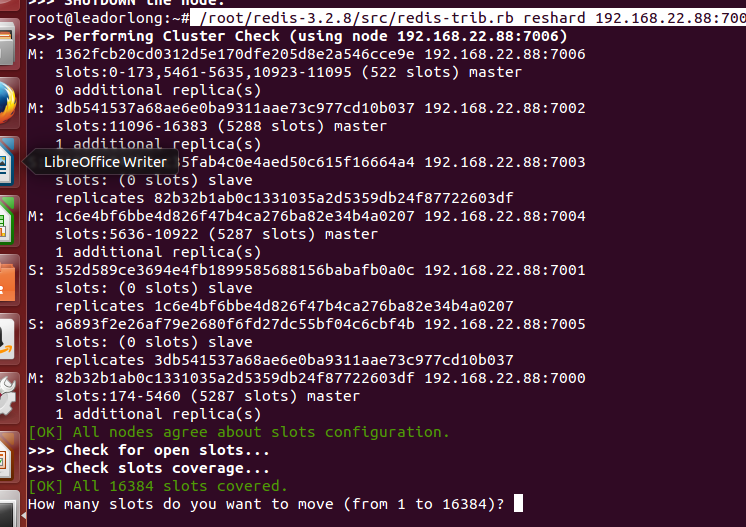 SHUTDOWN the node.
root@leadorlong:~# /root/redis-3.2.8/src/redis-trib.rb reshard 192.168.22.88:700
>>> Performing Cluster Check (using node 192.168.22.88:7006)
M: 1362fcb20cd0312d5e170dfe205d8e2a546cce9e 192.168.22.88:7006
slots:0-173,5461-5635,10923-11095 (522 slots) master
0 additional replica(s)
M: 3db541537a68ae6e0ba9311aae73c977cd10b037 192.168.22.88:7002
slots:11096-16383 (5288 slots) master
1 additional replica(s)
LibreOffice Writer
5fab4c0e4aed50c615f16664a4 192.168.22.88:7003
slots: (0 slots) slave
replicates 82b32b1ab0c1331035a2d5359db24f87722603df
M: 1c6e4bf6bbe4d826f47b4ca276ba82e34b4a0207 192.168.22.88:7004
slots:5636-10922 (5287 slots) master
1 additional replica(s)
S: 352d589ce3694e4fb1899585688156babafb0a0c 192.168.22.88:7001
slots: (0 slots) slave
replicates 1c6e4bf6bbe4d826f47b4ca276ba82e34b4a0207
S: a6893f2e26af79e2680f6fd27dc55bf04c6cbf4b 192.168.22.88:7005
slots: (0 slots) slave
replicates 3db541537a68ae6e0ba9311aae73c977cd10b037
M: 82b32b1ab0c1331035a2d5359db24f87722603df 192.168.22.88:7000
slots:174-5460 (5287 slots) master
1 additional replica(s)
[OK] All nodes agree about slots configuration.
>>> Check for open slots...
>>> Check slots coverage...
[OK] All 16384 slots covered.
How many slots do you want to move (from 1 to 16384)?